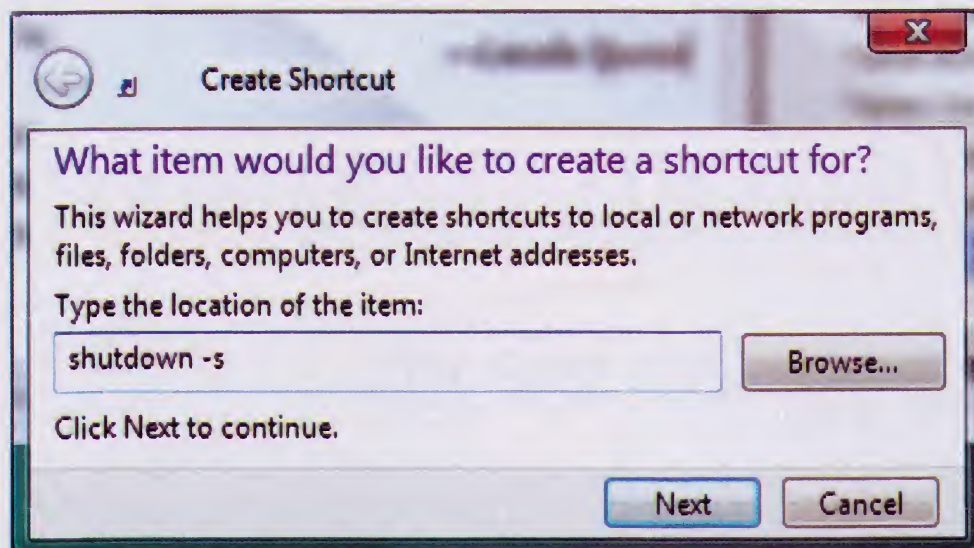 Create Shortcut
What item would you like to create a shortcut for?
This wizard helps you to create shortcuts to local or network programs,
files, folders, computers, or Internet addresses.
Type the location of the item:
shutdown -s
Browse...
Click Next to continue.
Next
Cancel